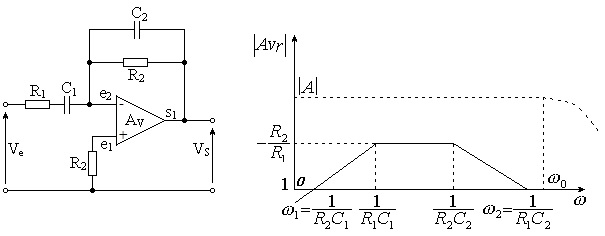 C2
R1
C1
R2
e2
-
Av
s1
e1
+
R2
Ve
VS
|Avr|
|A|
R2
R1
1
0
ω0
ω
ω1= 1/R2C1
1/R1C1
1/R2C2
ω2= 1/R1C2